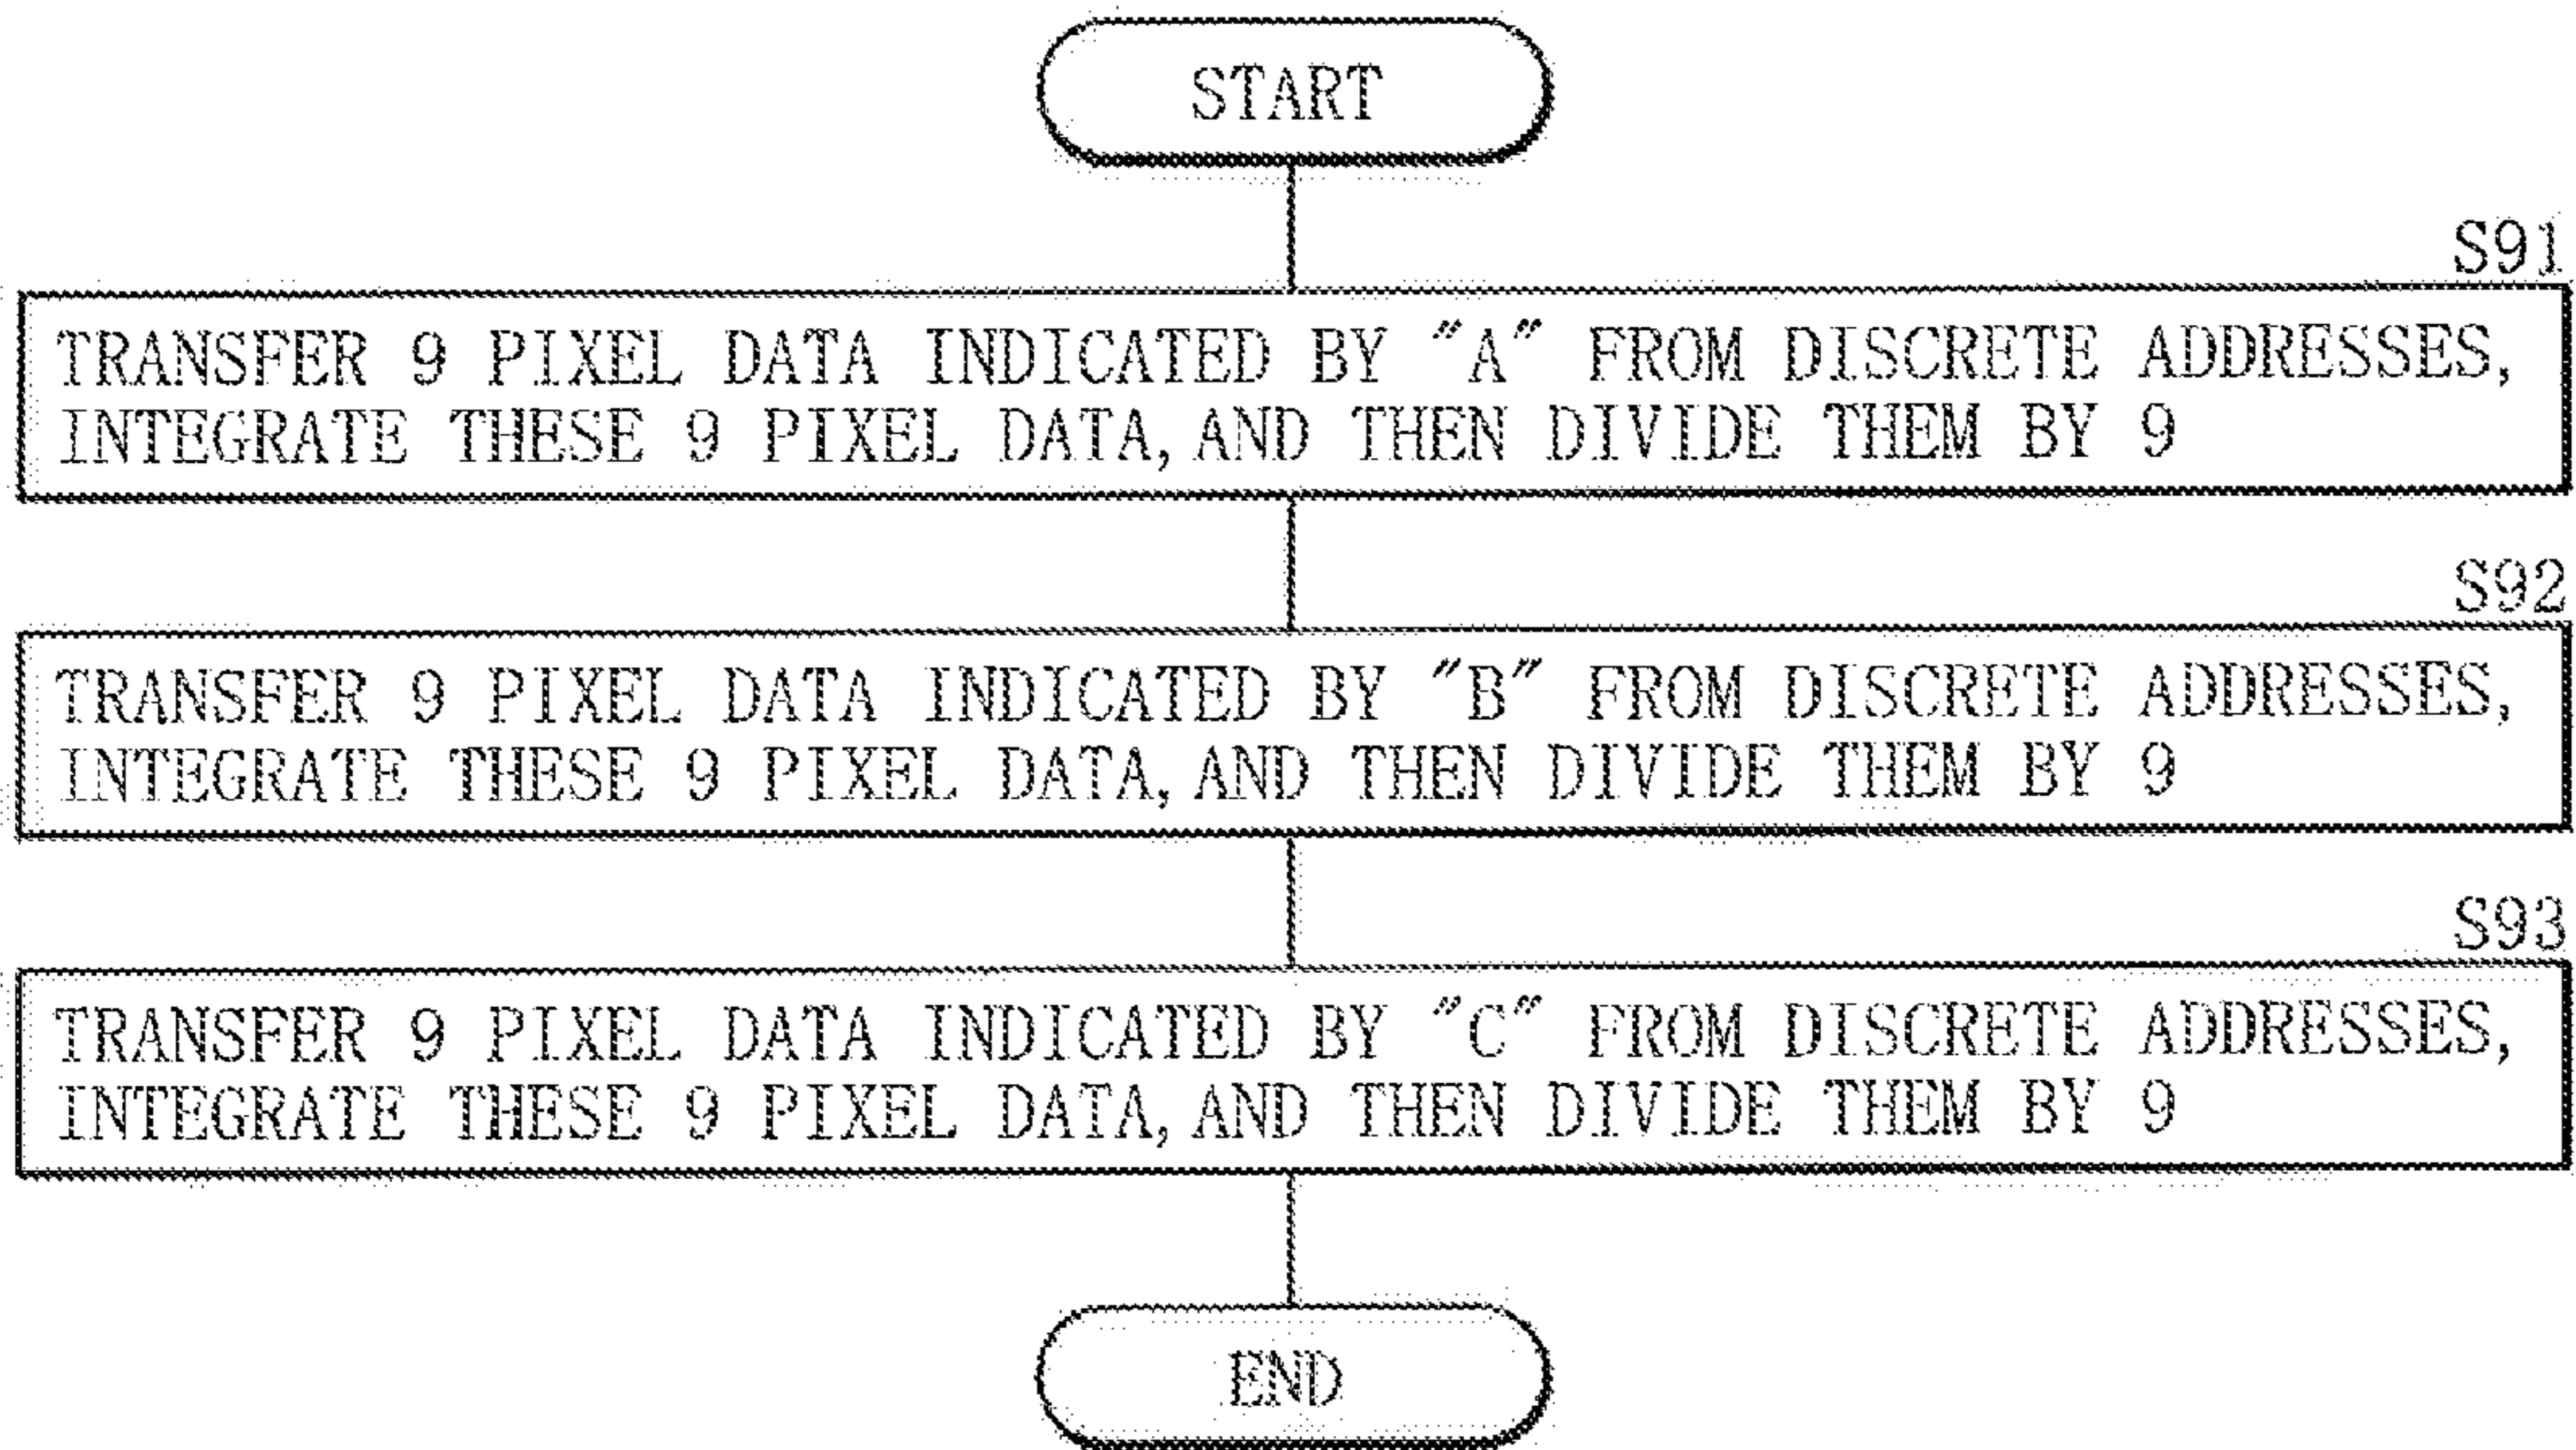 START
S91
TRANSFER 9 PIXEL DATA INDICATED BY "A" FROM DISCRETE ADDRESSES,
INTEGRATE THESE 9 PIXEL DATA, AND THEN DIVIDE THEM BY 9
S92
TRANSFER 9 PIXEL DATA INDICATED BY "B" FROM DISCRETE ADDRESSES,
INTEGRATE THESE 9 PIXEL DATA, AND THEN DIVIDE THEM BY 9
S93
TRANSFER 9 PIXEL DATA INDICATED BY "C" FROM DISCRETE ADDRESSES,
INTEGRATE THESE 9 PIXEL DATA, AND THEN DIVIDE THEM BY 9
END